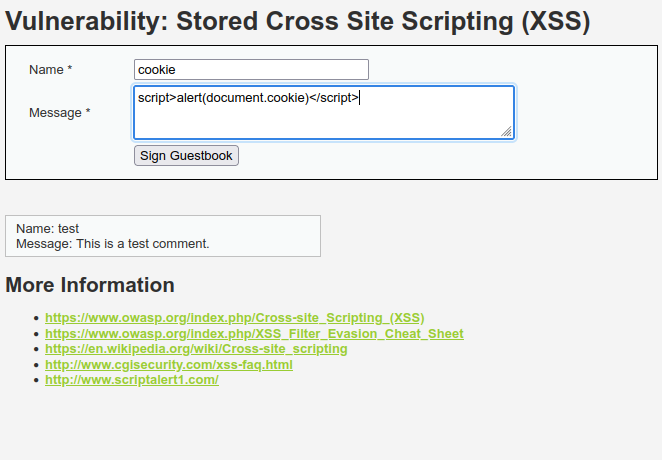 Vulnerability: Stored Cross Site Scripting (XSS)
Name *
cookie
Message *
script>alert(document.cookie)</script>
Sign Guestbook
Name: test
Message: This is a test comment.
More Information
https://www.owasp.org/index.php/Cross-site_Scripting_(XSS)
https://www.owasp.org/index.php/XSS_Filter_Evasion_Cheat_Sheet
https://en.wikipedia.org/wiki/Cross-site_scripting
http://www.cgisecurity.com/xss-faq.html
http://www.scriptalert1.com/